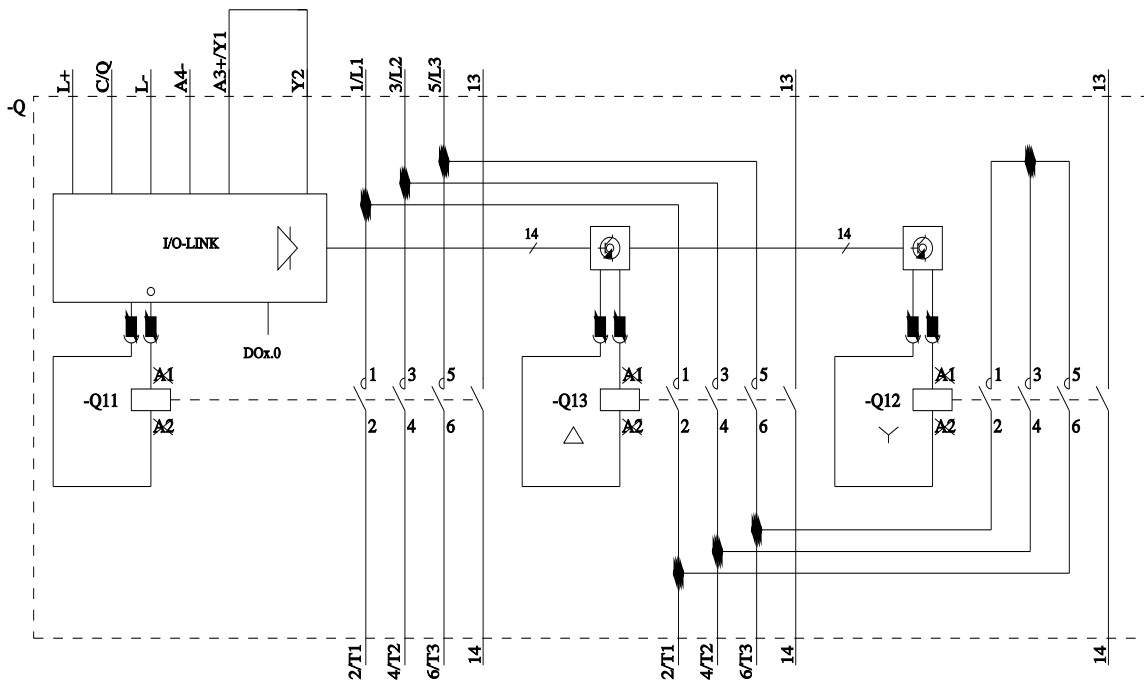 L+
C/Q
L-
A4-
A3+/Y1
Y2
1/L1
3/L2
5/L3
13
13
13
-Q
I/O-LINK
14
14
DOx.0
A1
1
3
5
A1
1
3
5
A1
1
3
5
-Q11
-Q13
-Q12
A2
2
4
6
A2
2
4
6
A2
2
4
6
2/T1
4/T2
6/T3
14
2/T1
4/T2
6/T3
14
14